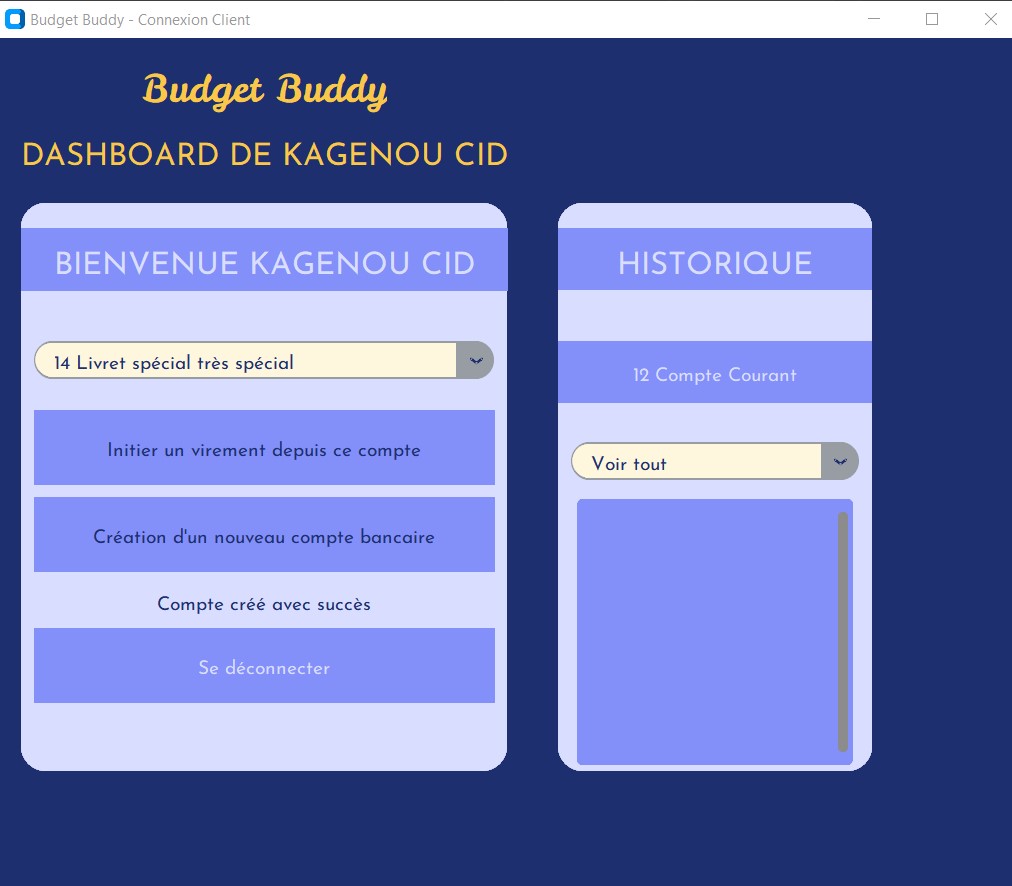 Budget Buddy - Connexion Client
Budget Buddy
DASHBOARD DE KAGENOU CID
BIENVENUE KAGENOU CID
14 Livret spécial très spécial
Initier un virement depuis ce compte
Création d'un nouveau compte bancaire
Compte créé avec succès
Se déconnecter
HISTORIQUE
12 Compte Courant
Voir tout